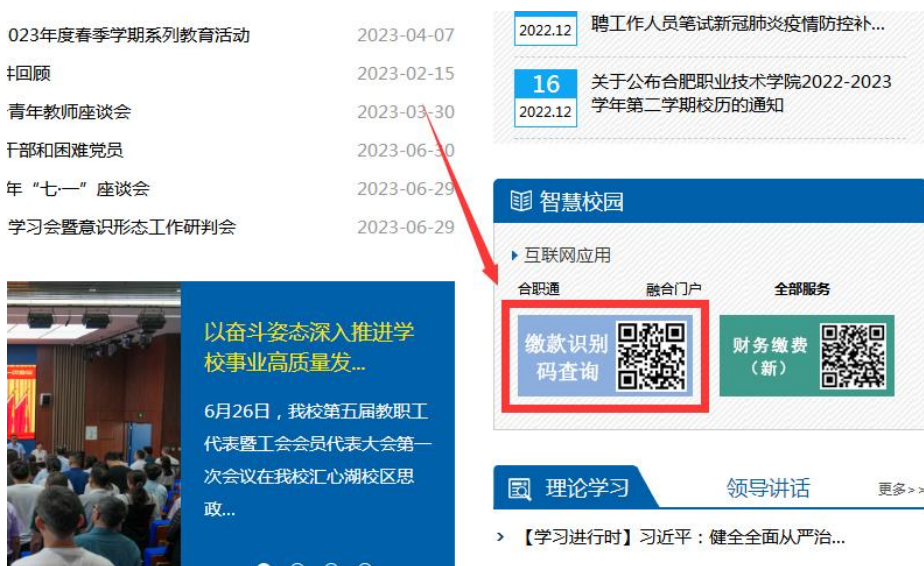 023年度春季学期系列教育活动 2023-04-07
回顾 2023-02-15
青年教师座谈会 2023-03-30
干部和困难党员 2023-06-30
年“七·一”座谈会 2023-06-29
学习会暨意识形态工作研判会 2023-06-29
以奋斗姿态深入推进学
校事业高质量发...
6月26日，我校第五届教职工
代表暨工会会员代表大会第一
次会议在我校汇心湖校区思
政...
2022.12
聘工作人员笔试新冠肺炎疫情防控补...
16
2022.12
关于公布合肥职业技术学院2022-2023
学年第二学期校历的通知
智慧校园
互联网应用
合职通 融合门户 全部服务
缴款识别
码查询
财务缴费
（新）
理论学习 领导讲话 更多>>
【学习进行时】习近平：健全全面从严治...